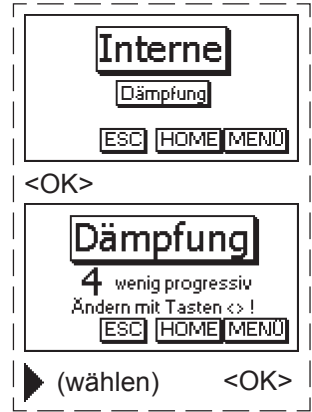 Interne
Dämpfung
ESC HOME MENÜ
<OK>
Dämpfung
4 wenig progressiv
Ändern mit Tasten <> !
ESC HOME MENÜ
(wählen) <OK>